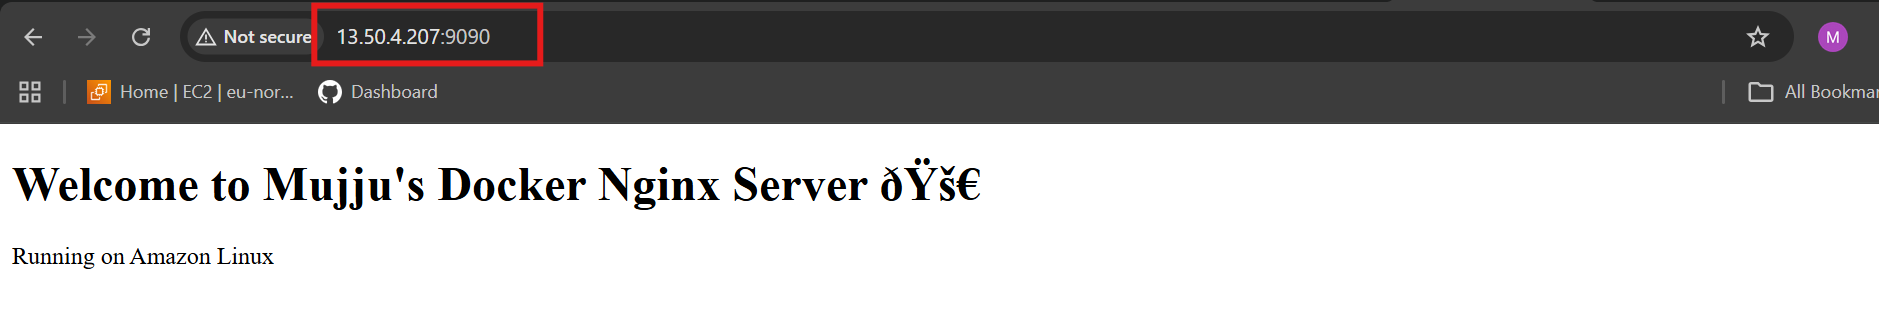 Not secure 13.50.4.207:9090 M
Home | EC2 | eu-nor... Dashboard All Bookmar
Welcome to Mujju's Docker Nginx Server ðŸš€
Running on Amazon Linux